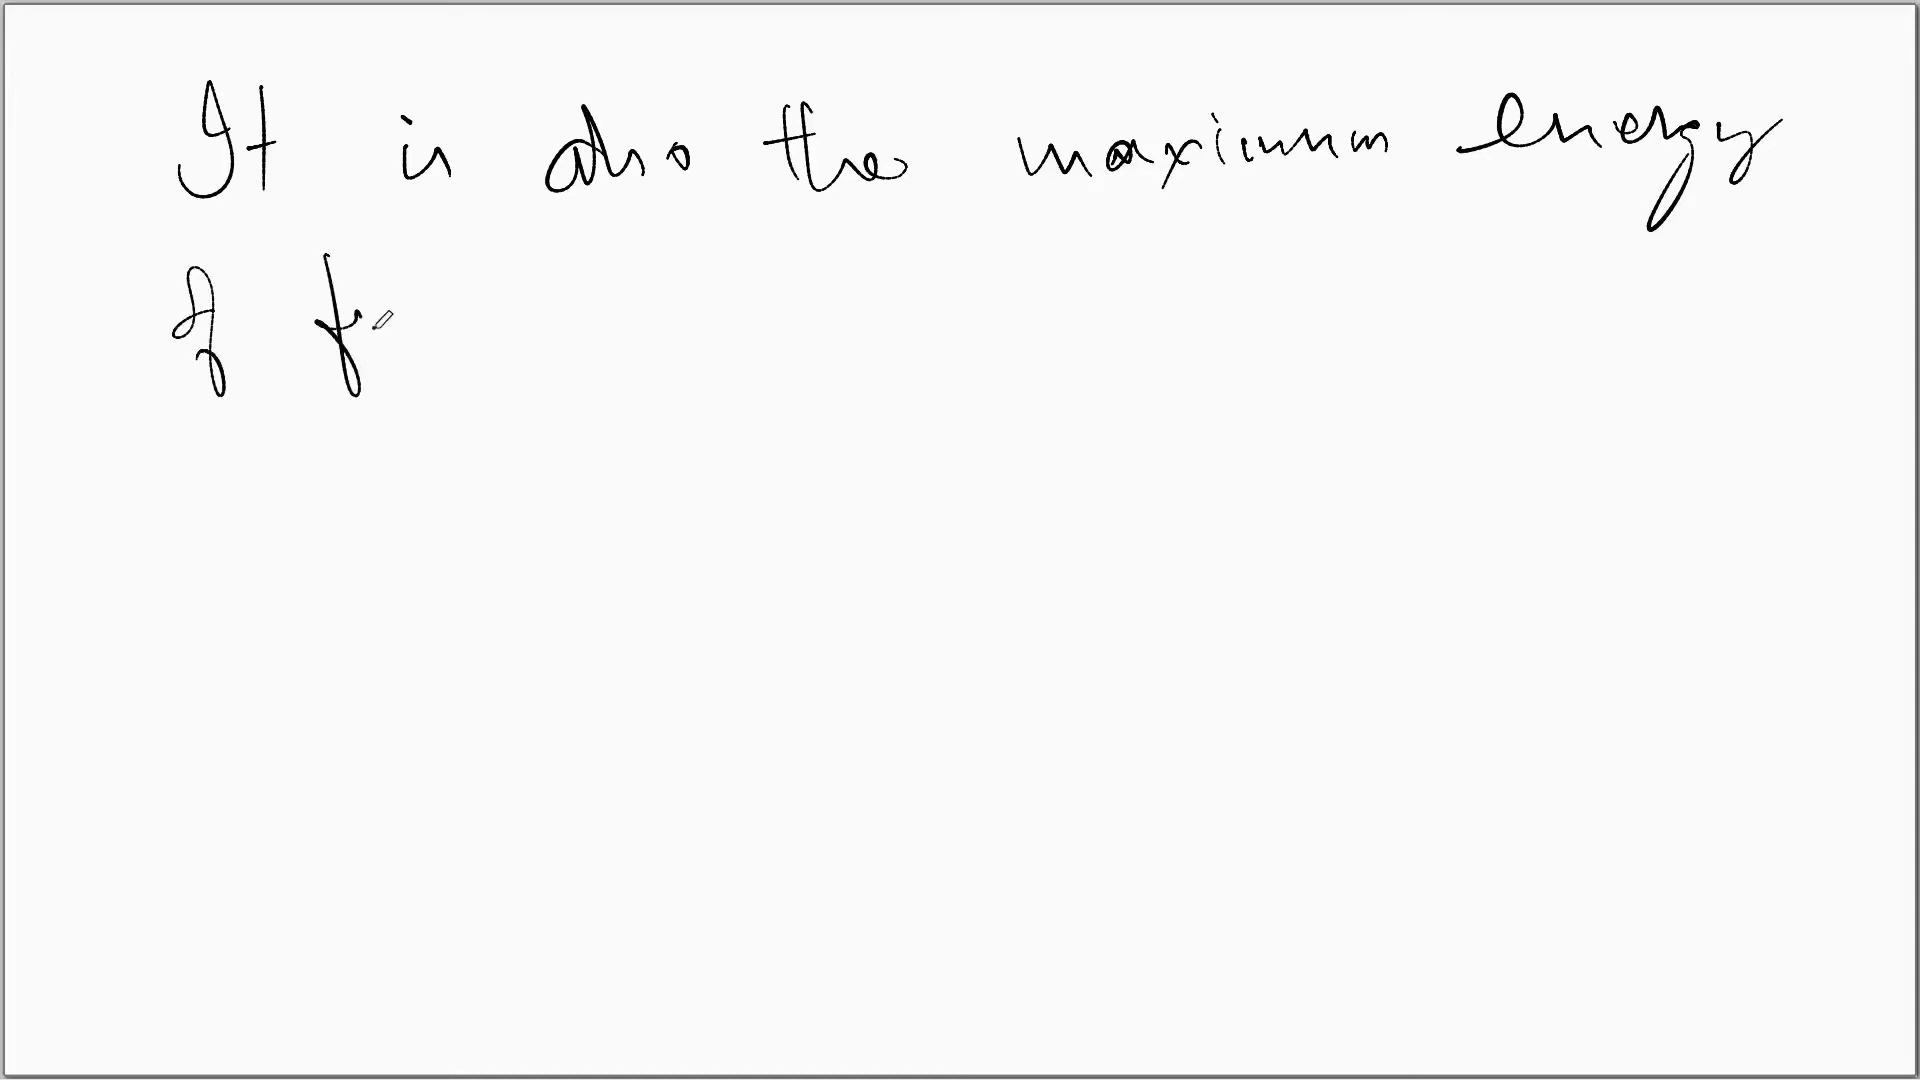 It is also the maximum energy
of f